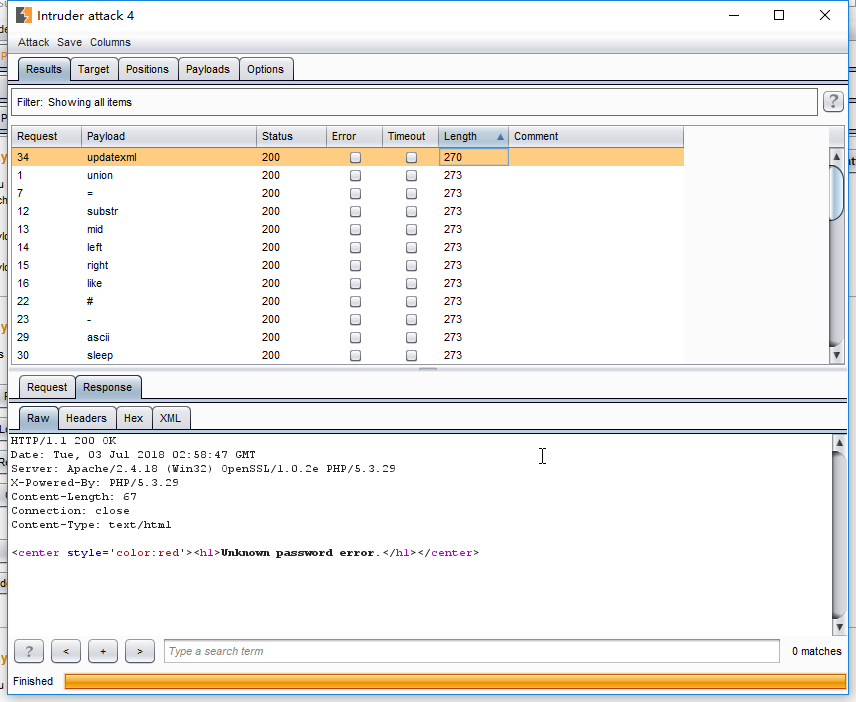 Intruder attack 4
Attack Save Columns
Results Target Positions Payloads Options
Filter: Showing all items ?
Request Payload Status Error Timeout Length Comment
34 updatexml 200 270
1 union 200 273
7 = 200 273
12 substr 200 273
13 mid 200 273
14 left 200 273
15 right 200 273
16 like 200 273
22 # 200 273
23 - 200 273
29 ascii 200 273
30 sleep 200 273
Request Response
Raw Headers Hex XML
HTTP/1.1 200 OK
Date: Tue, 03 Jul 2018 02:58:47 GMT
Server: Apache/2.4.18 (Win32) OpenSSL/1.0.2e PHP/5.3.29
X-Powered-By: PHP/5.3.29
Content-Length: 67
Connection: close
Content-Type: text/html
<center style='color:red'><h1>Unknown password error.</h1></center>
? < + > Type a search term 0 matches
Finished